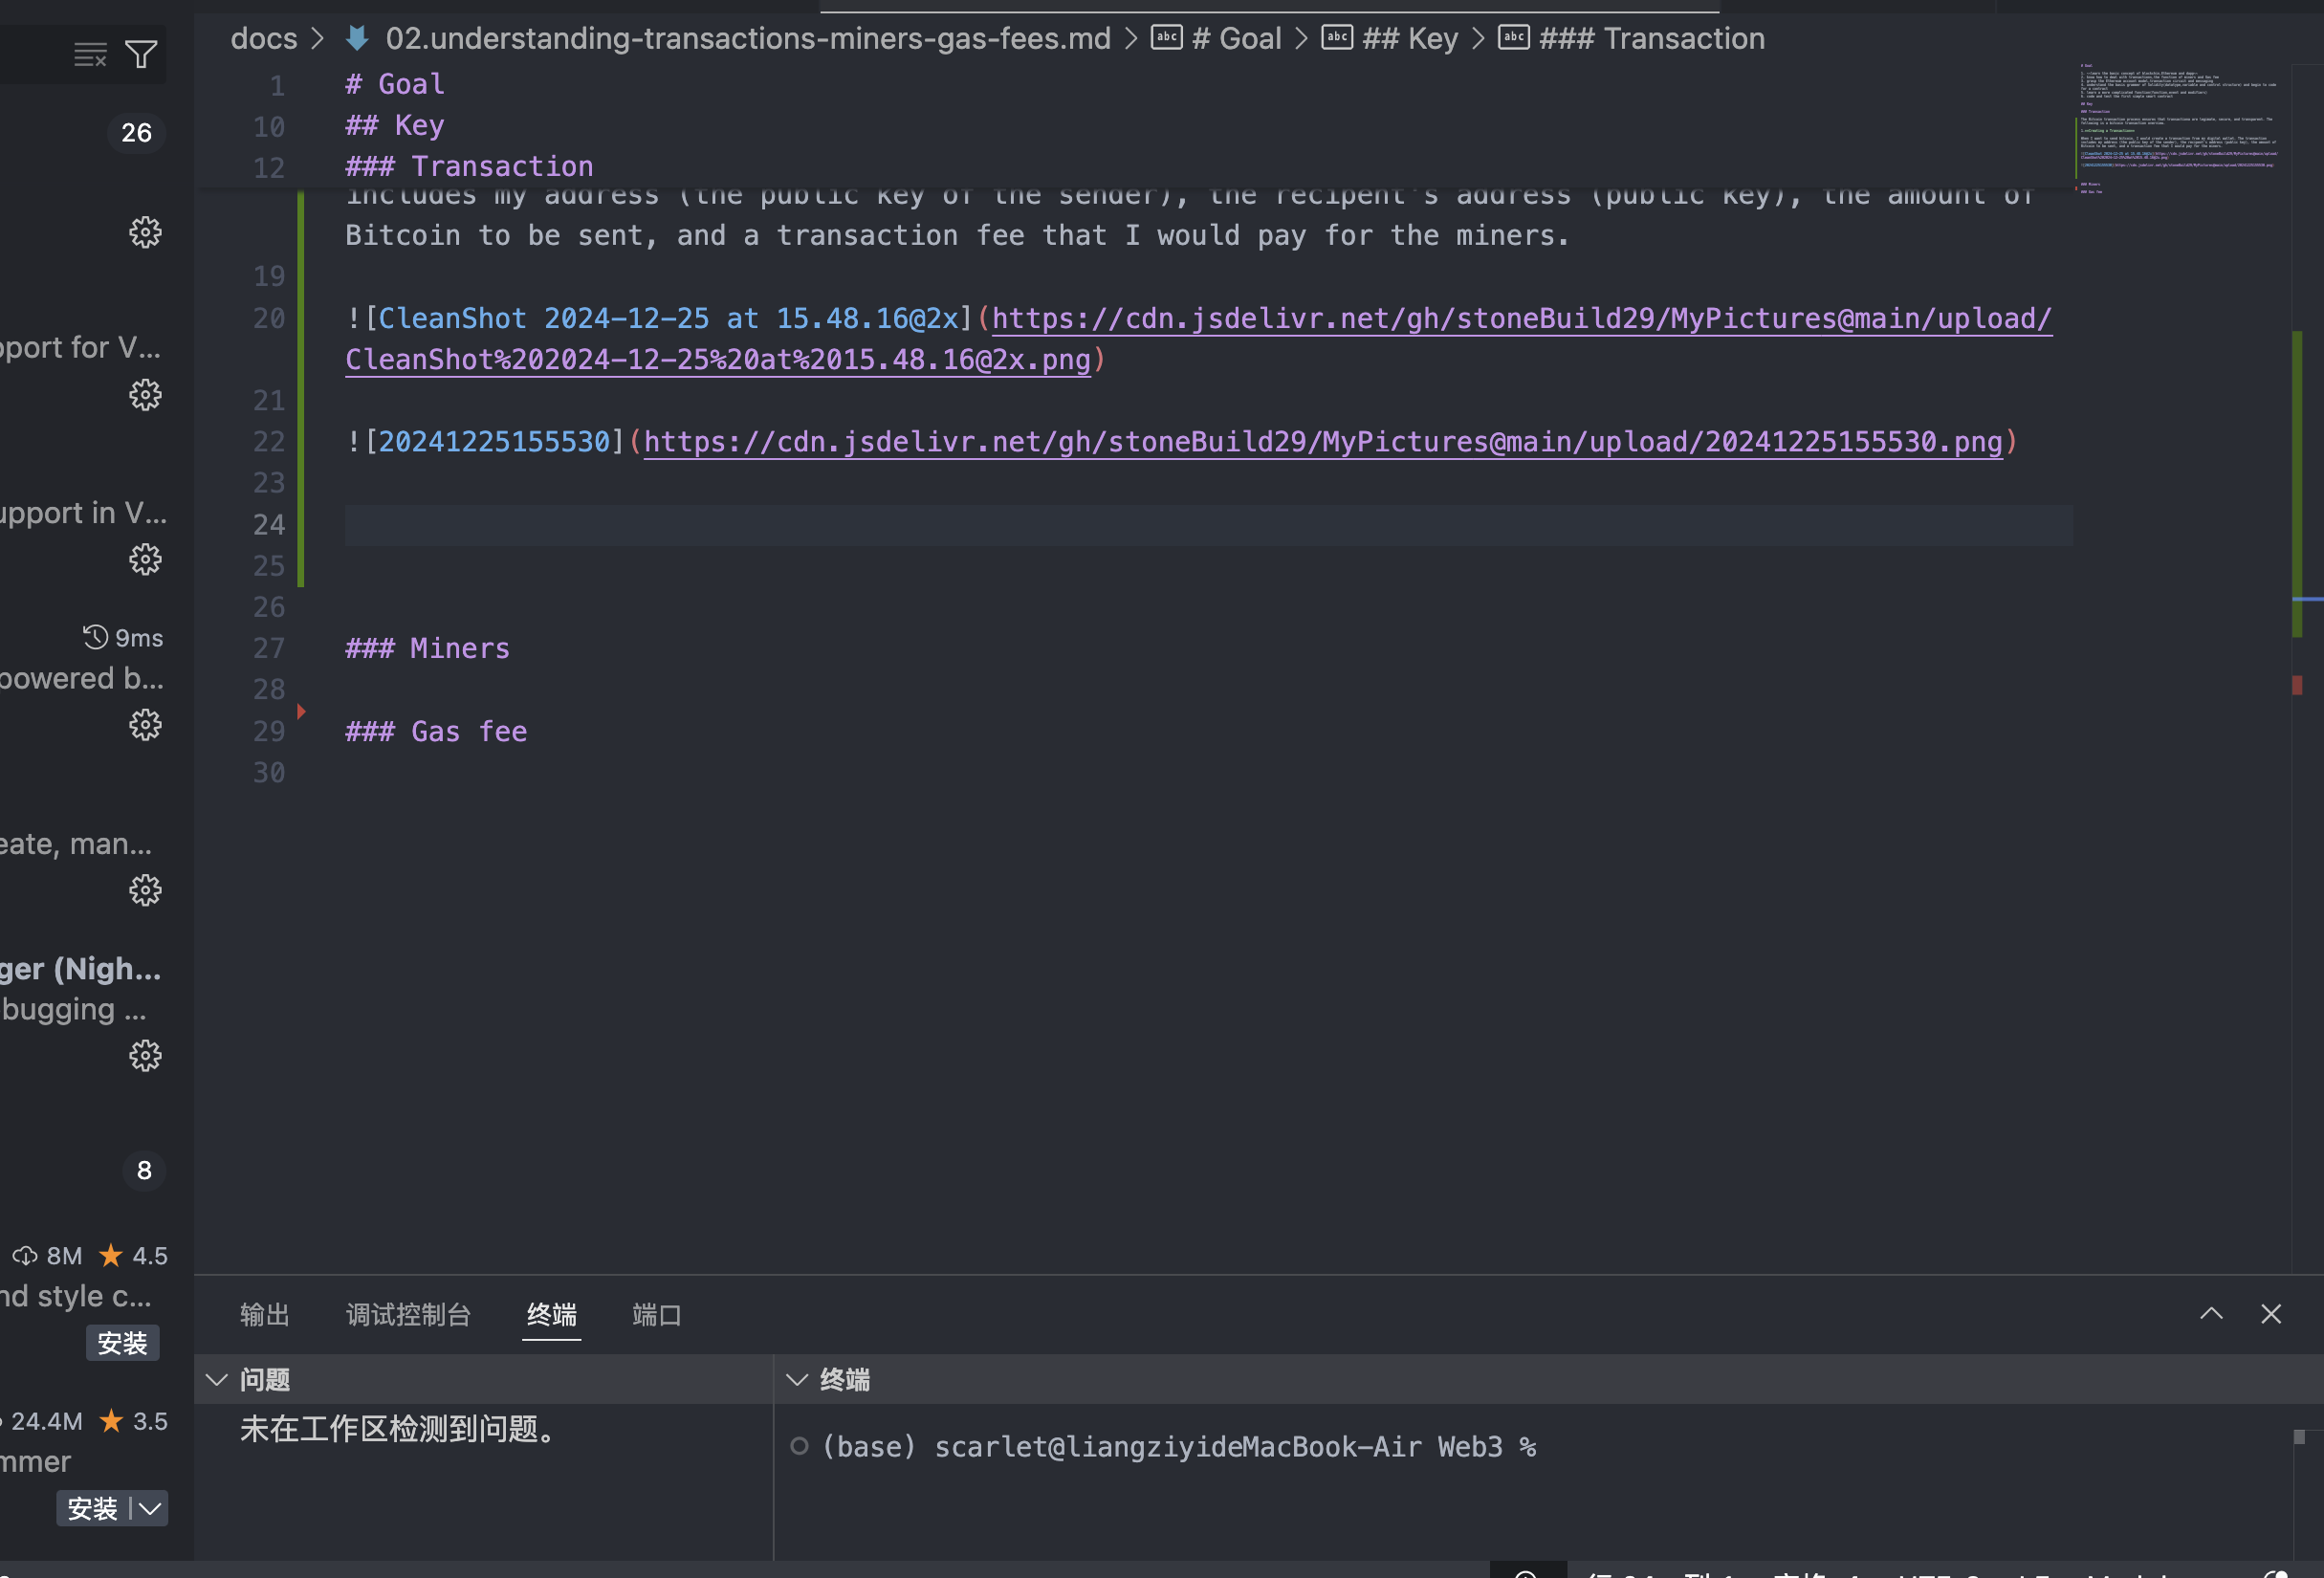 docs > 02.understanding-transactions-miners-gas-fees.md > # Goal > ## Key > ### Transaction
1 # Goal
10 ## Key
12 ### Transaction
includes my address (the public key of the sender), the recipent's address (public key), the amount of
Bitcoin to be sent, and a transaction fee that I would pay for the miners.
19
20 ![CleanShot 2024-12-25 at 15.48.16@2x](https://cdn.jsdelivr.net/gh/stoneBuild29/MyPictures@main/upload/
CleanShot%202024-12-25%20at%2015.48.16@2x.png)
21
22 ![20241225155530](https://cdn.jsdelivr.net/gh/stoneBuild29/MyPictures@main/upload/20241225155530.png)
23
24
25
26
27 ### Miners
28
29 ### Gas fee
30
26
pport for V...
upport in V...
9ms
powered b...
eate, man...
ger (Nigh...
bugging ...
8
8M 4.5
nd style c...
安装
24.4M 3.5
mmer
安装
输出 调试控制台 终端 端口
问题
未在工作区检测到问题。
终端
(base) scarlet@liangziyideMacBook-Air Web3 %